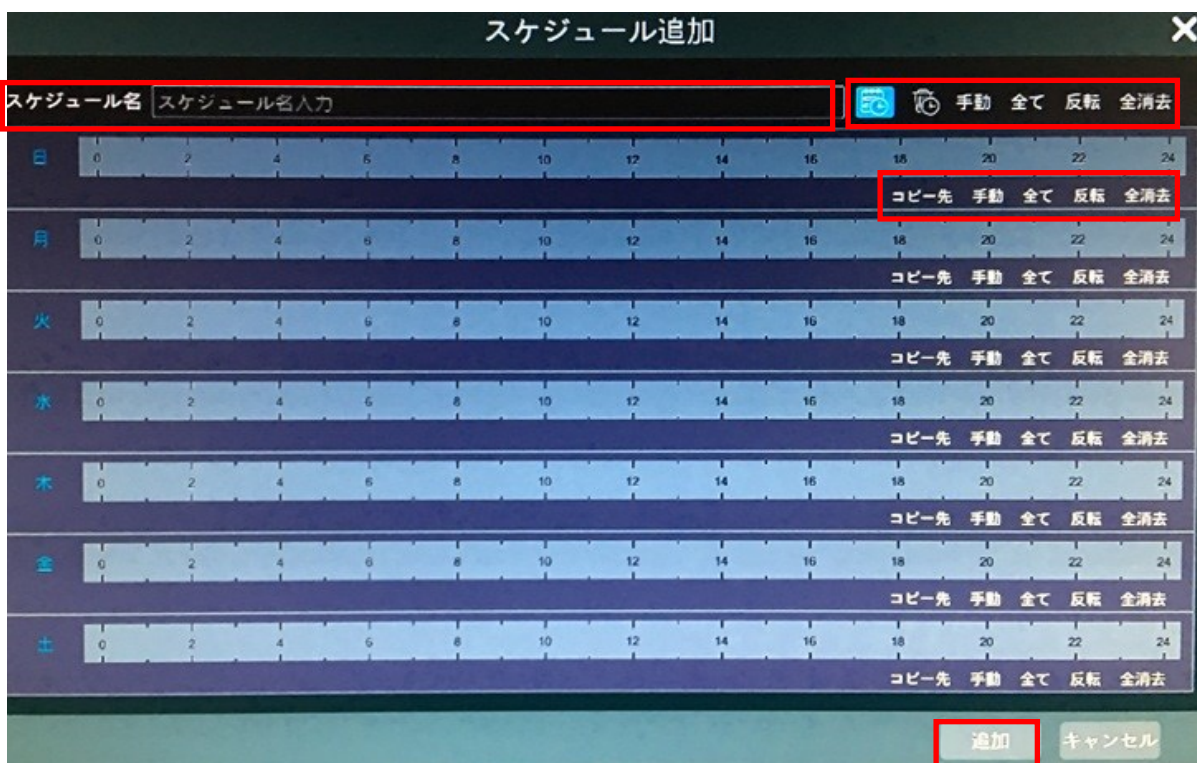 スケジュール追加
スケジュール名 スケジュール名入力 手動 全て 反転 全消去
日 0 2 4 6 8 10 12 14 16 18 20 22 24
コピー先 手動 全て 反転 全消去
月 0 2 4 6 8 10 12 14 16 18 20 22 24
コピー先 手動 全て 反転 全消去
火 0 2 4 6 8 10 12 14 16 18 20 22 24
コピー先 手動 全て 反転 全消去
水 0 2 4 6 8 10 12 14 16 18 20 22 24
コピー先 手動 全て 反転 全消去
木 0 2 4 6 8 10 12 14 16 18 20 22 24
コピー先 手動 全て 反転 全消去
金 0 2 4 6 8 10 12 14 16 18 20 22 24
コピー先 手動 全て 反転 全消去
土 0 2 4 6 8 10 12 14 16 18 20 22 24
コピー先 手動 全て 反転 全消去
追加 キャンセル